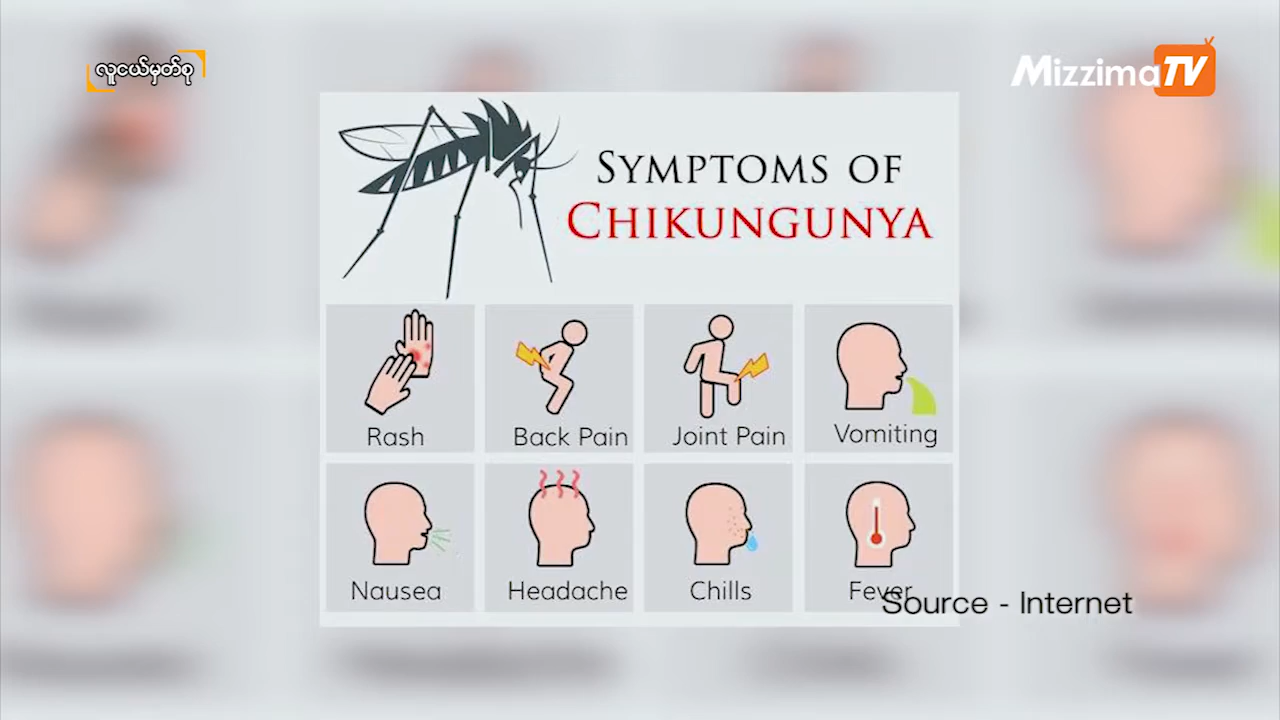 လူငယ်မှတ်စု
MizzimaTV
SYMPTOMS OF
CHIKUNGUNYA
Rash
Back Pain
Joint Pain
Vomiting
Nausea
Headache
Chills
Fever
Source - Internet